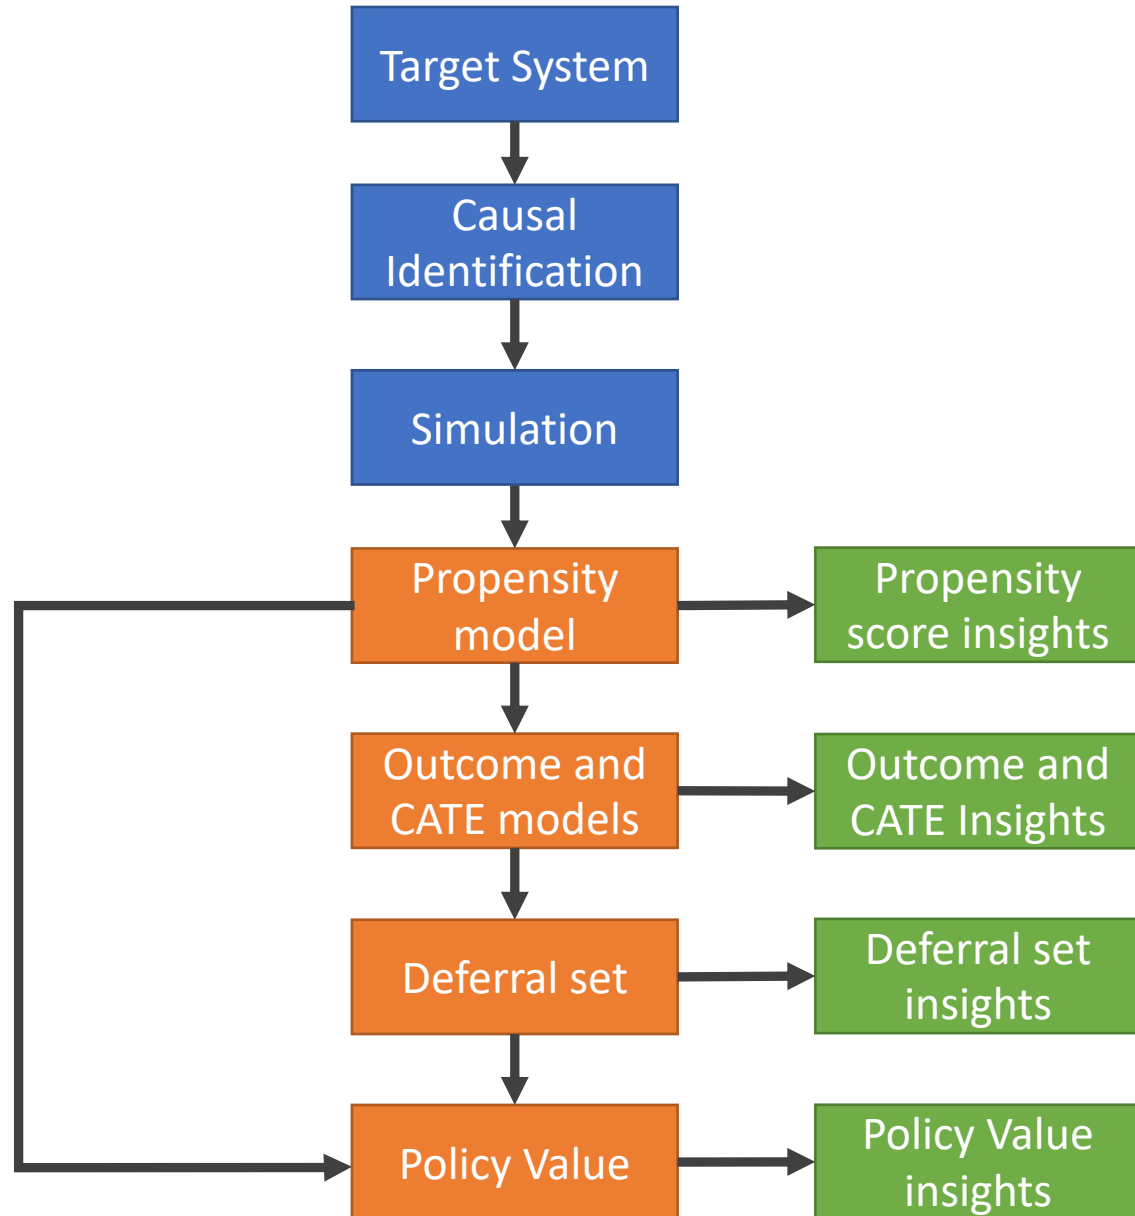 Target System
Causal
Identification
Simulation
Propensity
model
Propensity
score insights
Outcome and
CATE models
Outcome and
CATE Insights
Deferral set
Deferral set
insights
Policy Value
Policy Value
insights